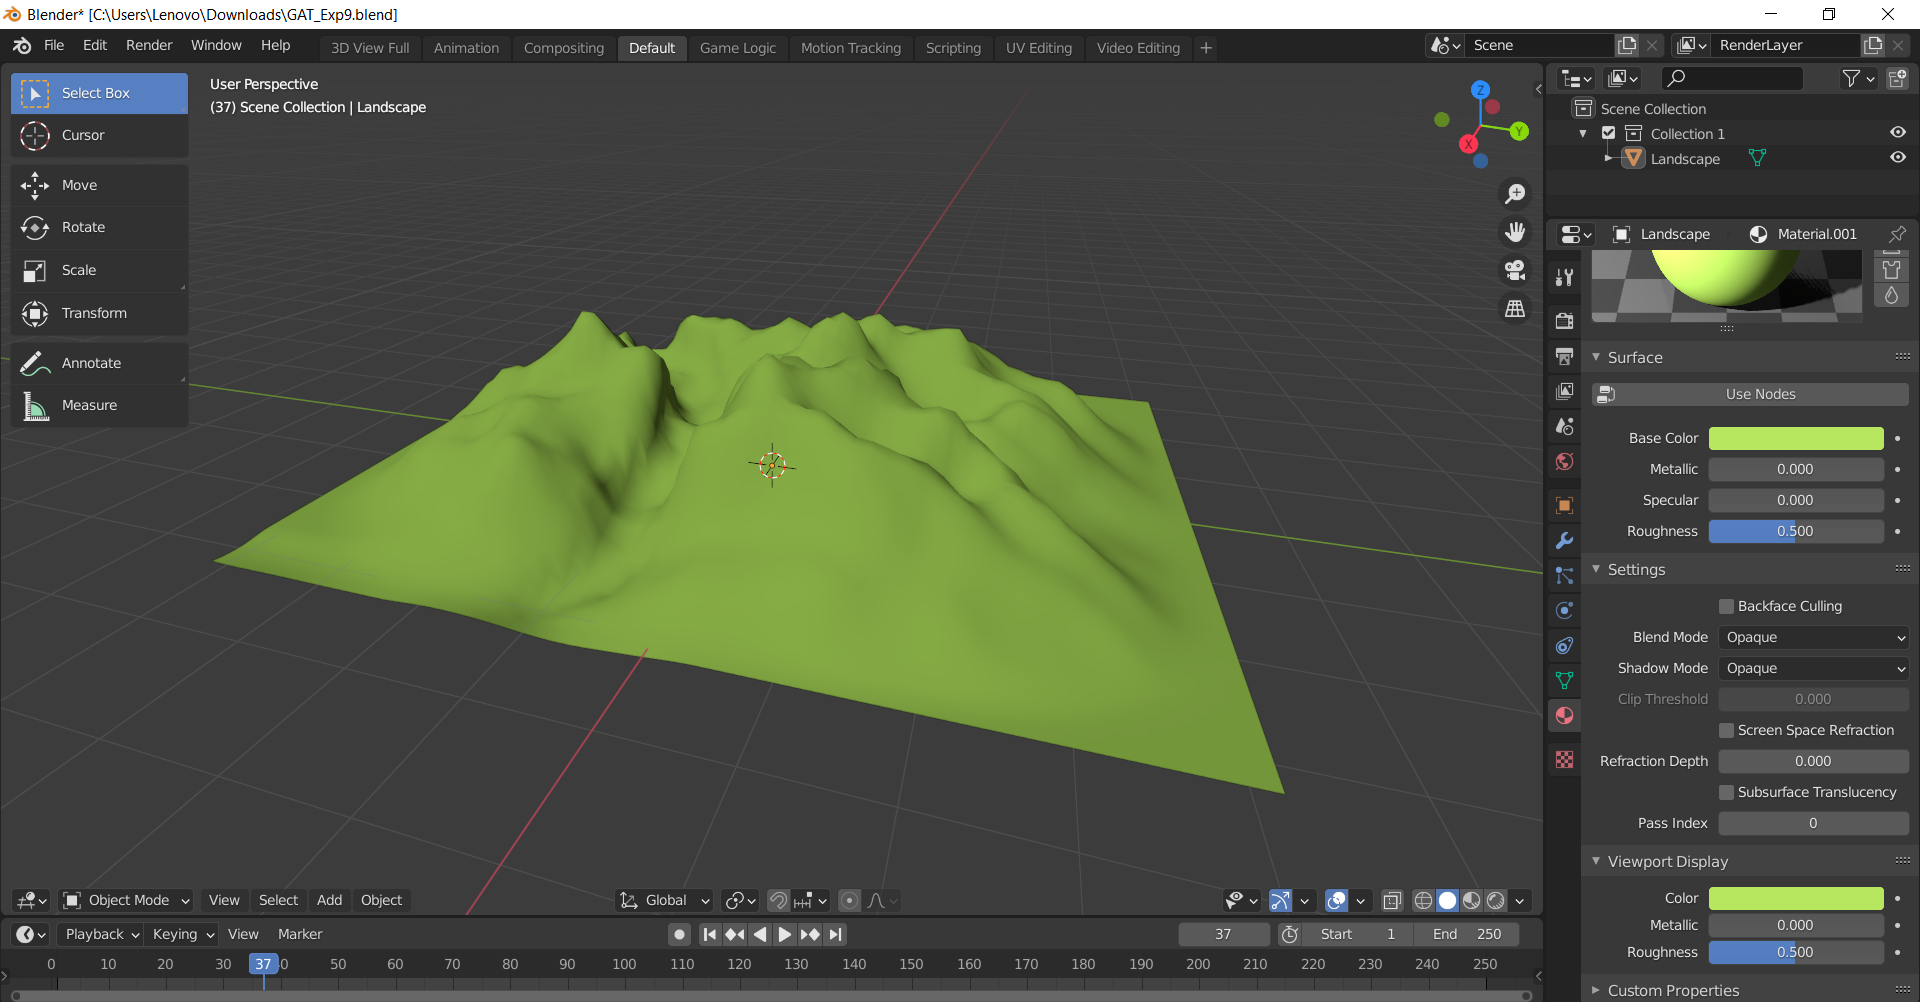 Blender* [C:\Users\Lenovo\Downloads\GAT_Exp9.blend]
File Edit Render Window Help 3D View Full Animation Compositing Default Game Logic Motion Tracking Scripting UV Editing Video Editing + Scene RenderLayer
Select Box
Cursor
Move
Rotate
Scale
Transform
Annotate
Measure
User Perspective
(37) Scene Collection | Landscape
Z
Y
X
Scene Collection
Collection 1
Landscape
Landscape Material.001
Surface
Use Nodes
Base Color
Metallic 0.000
Specular 0.000
Roughness 0.500
Settings
Backface Culling
Blend Mode Opaque
Shadow Mode Opaque
Clip Threshold 0.000
Screen Space Refraction
Refraction Depth 0.000
Subsurface Translucency
Pass Index 0
Viewport Display
Color
Metallic 0.000
Roughness 0.500
Custom Properties
Object Mode View Select Add Object Global
Playback Keying View Marker 37 Start 1 End 250
0 10 20 30 37 50 60 70 80 90 100 110 120 130 140 150 160 170 180 190 200 210 220 230 240 250